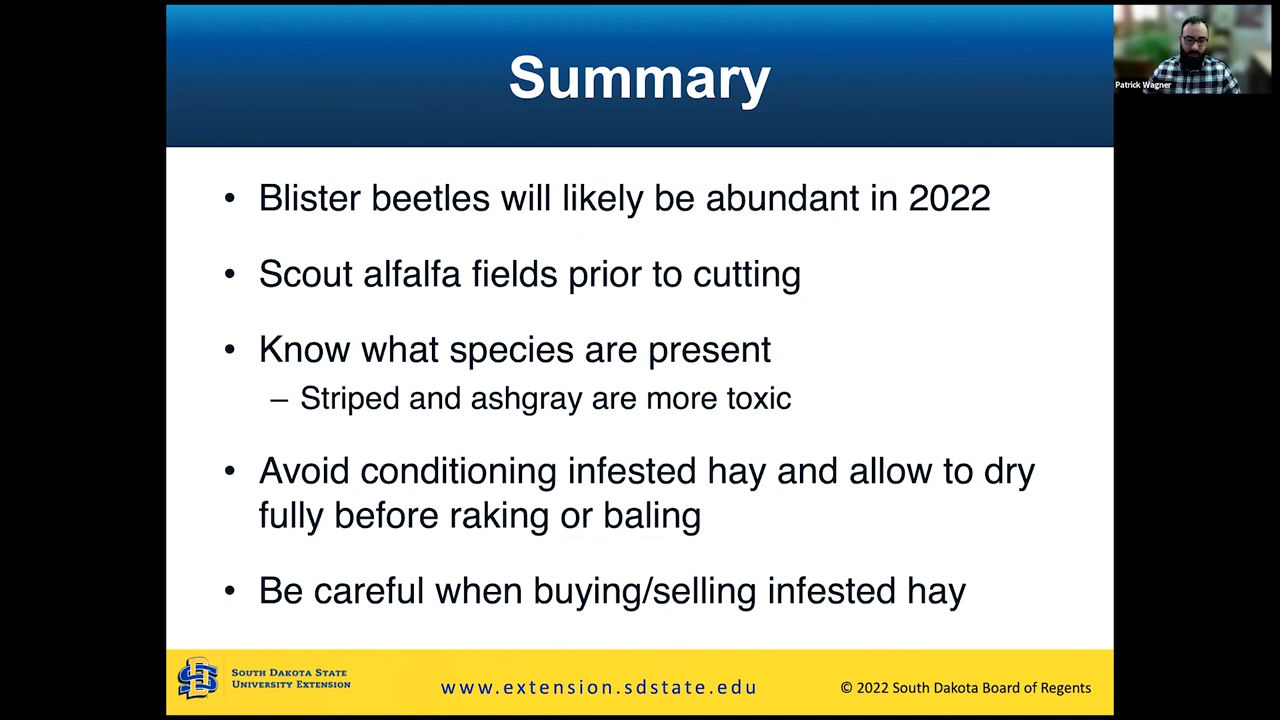 Summary
Patrick Wagner
• Blister beetles will likely be abundant in 2022
• Scout alfalfa fields prior to cutting
• Know what species are present
– Striped and ashgray are more toxic
• Avoid conditioning infested hay and allow to dry
fully before raking or baling
• Be careful when buying/selling infested hay
SOUTH DAKOTA STATE
UNIVERSITY EXTENSION
www.extension.sdstate.edu
© 2022 South Dakota Board of Regents